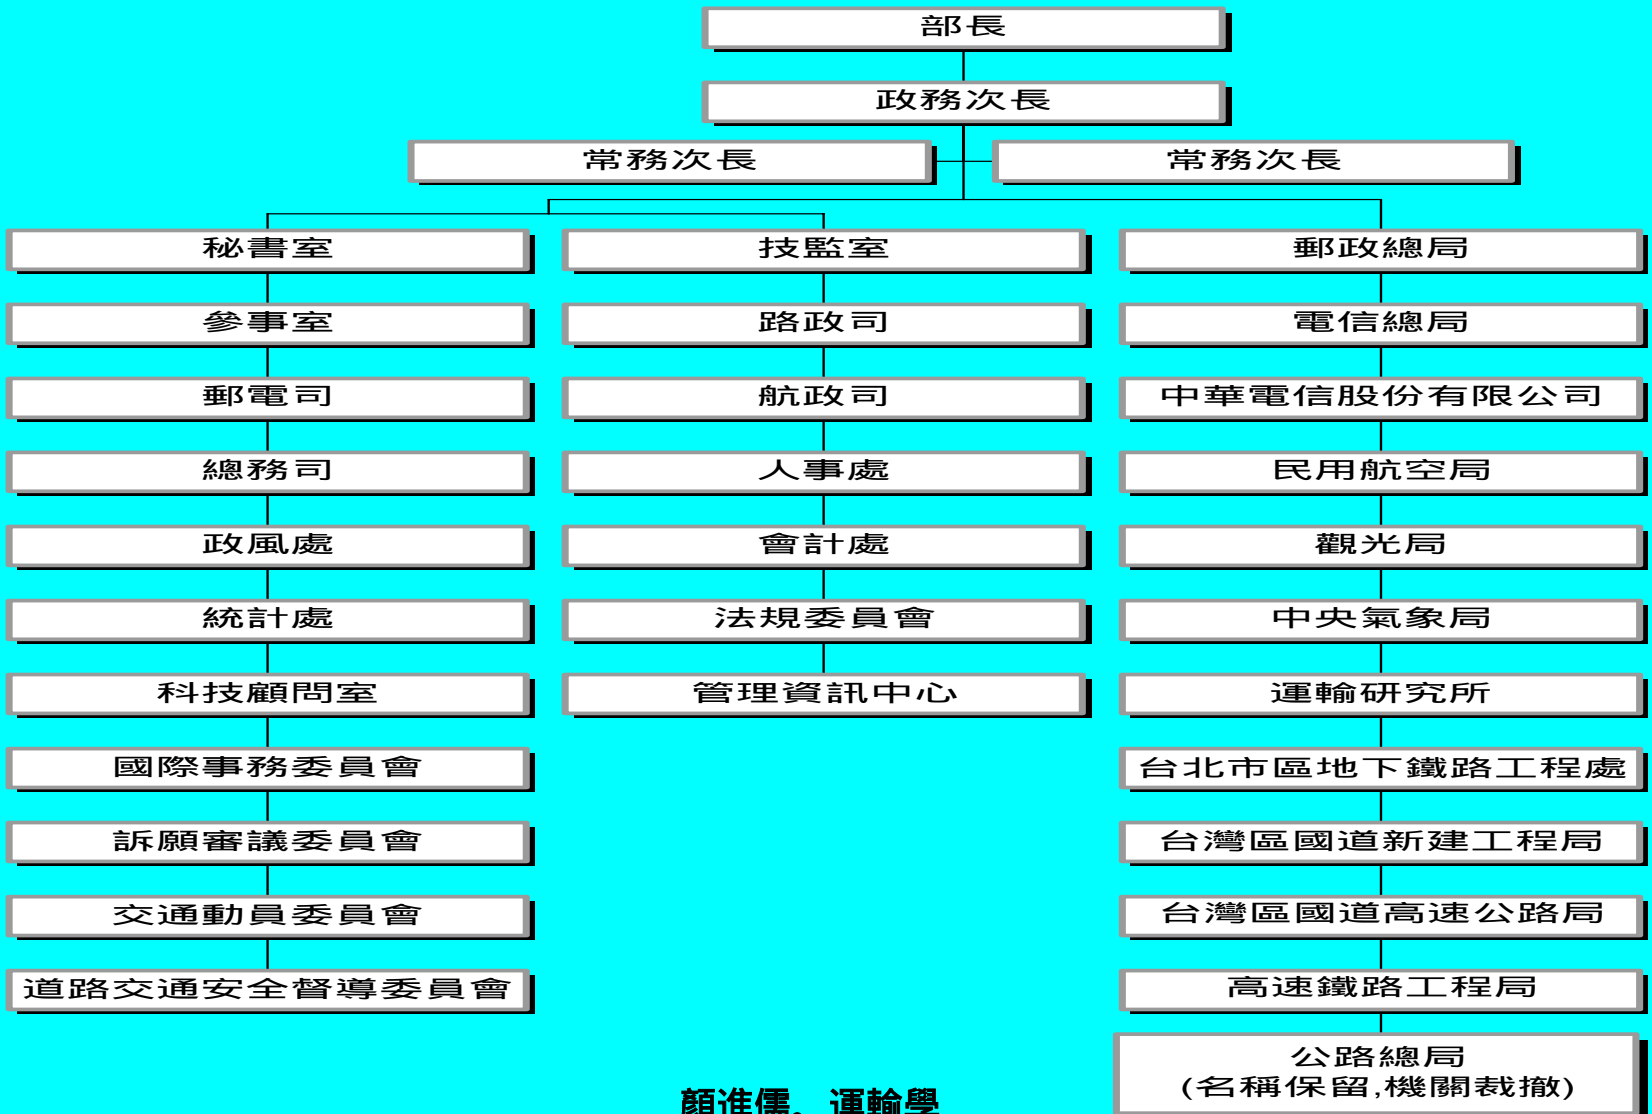 部長
政務次長
常務次長
常務次長
秘書室
技監室
郵政總局
參事室
路政司
電信總局
郵電司
航政司
中華電信股份有限公司
總務司
人事處
民用航空局
政風處
會計處
觀光局
統計處
法規委員會
中央氣象局
科技顧問室
管理資訊中心
運輸研究所
國際事務委員會
台北市區地下鐵路工程處
訴願審議委員會
台灣區國道新建工程局
交通動員委員會
台灣區國道高速公路局
道路交通安全督導委員會
高速鐵路工程局
公路總局
(名稱保留,機關裁撤)
顏進儒, 運輸學